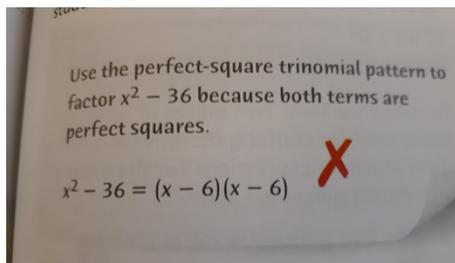 Use the perfect-square trinomial pattern to
factor x² – 36 because both terms are
perfect squares.
x² – 36 = (x – 6)(x – 6)